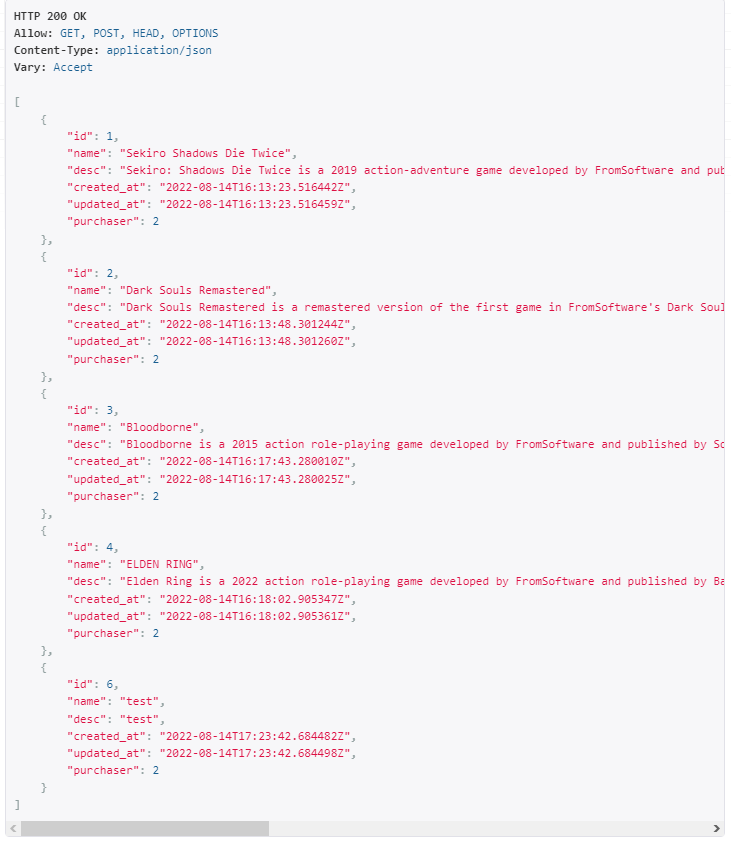 HTTP 200 OK
Allow: GET, POST, HEAD, OPTIONS
Content-Type: application/json
Vary: Accept
[
{
"id": 1,
"name": "Sekiro Shadows Die Twice",
"desc": "Sekiro: Shadows Die Twice is a 2019 action-adventure game developed by FromSoftware and pub
"created_at": "2022-08-14T16:13:23.516442Z",
"updated_at": "2022-08-14T16:13:23.516459Z",
"purchaser": 2
},
{
"id": 2,
"name": "Dark Souls Remastered",
"desc": "Dark Souls Remastered is a remastered version of the first game in FromSoftware's Dark Soul
"created_at": "2022-08-14T16:13:48.301244Z",
"updated_at": "2022-08-14T16:13:48.301260Z",
"purchaser": 2
},
{
"id": 3,
"name": "Bloodborne",
"desc": "Bloodborne is a 2015 action role-playing game developed by FromSoftware and published by So
"created_at": "2022-08-14T16:17:43.280010Z",
"updated_at": "2022-08-14T16:17:43.280025Z",
"purchaser": 2
},
{
"id": 4,
"name": "ELDEN RING",
"desc": "Elden Ring is a 2022 action role-playing game developed by FromSoftware and published by Ba
"created_at": "2022-08-14T16:18:02.905347Z",
"updated_at": "2022-08-14T16:18:02.905361Z",
"purchaser": 2
},
{
"id": 6,
"name": "test",
"desc": "test",
"created_at": "2022-08-14T17:23:42.684482Z",
"updated_at": "2022-08-14T17:23:42.684498Z",
"purchaser": 2
}
]